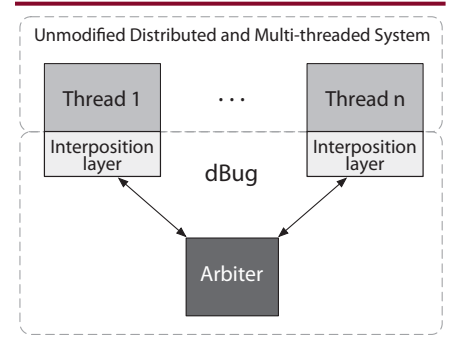 Unmodified Distributed and Multi-threaded System
Thread 1
. . .
Thread n
Interposition
layer
Interposition
layer
dBug
Arbiter